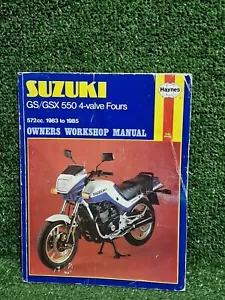 SUZUKI
GS/GSX 550 4-valve Fours
Haynes
572cc. 1983 to 1985
OWNERS WORKSHOP MANUAL